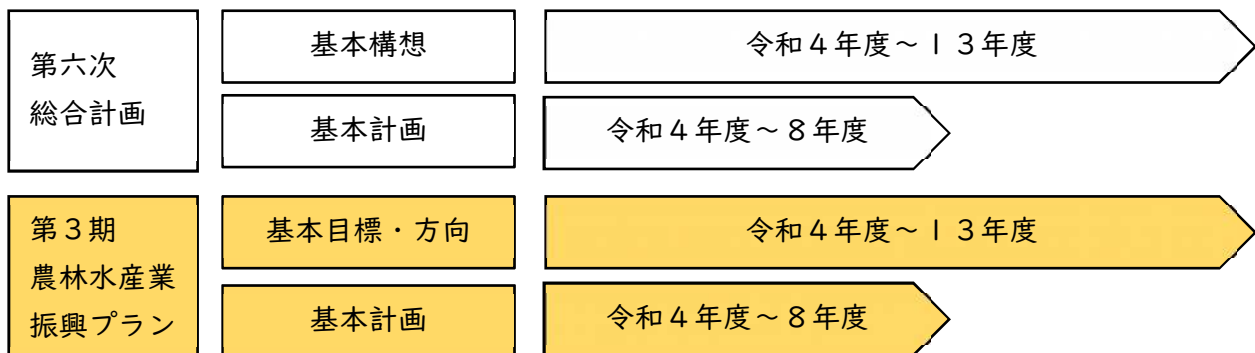 第六次
総合計画
基本構想
令和4年度～13年度
基本計画
令和4年度～8年度
第3期
農林水産業
振興プラン
基本目標・方向
令和4年度～13年度
基本計画
令和4年度～8年度